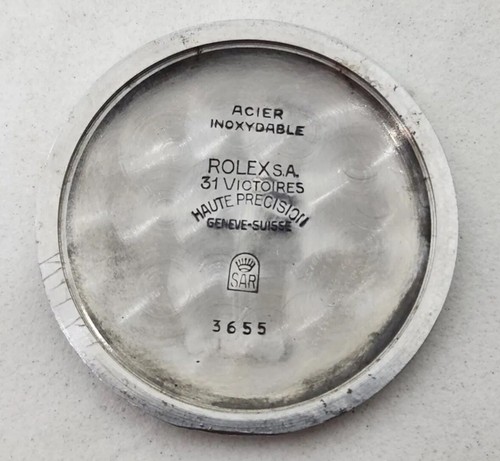 ACIER
INOXYDABLE
ROLEX S.A.
31 VICTOIRES
HAUTE PRECISION
GENEVE-SUISSE
SAR
3655